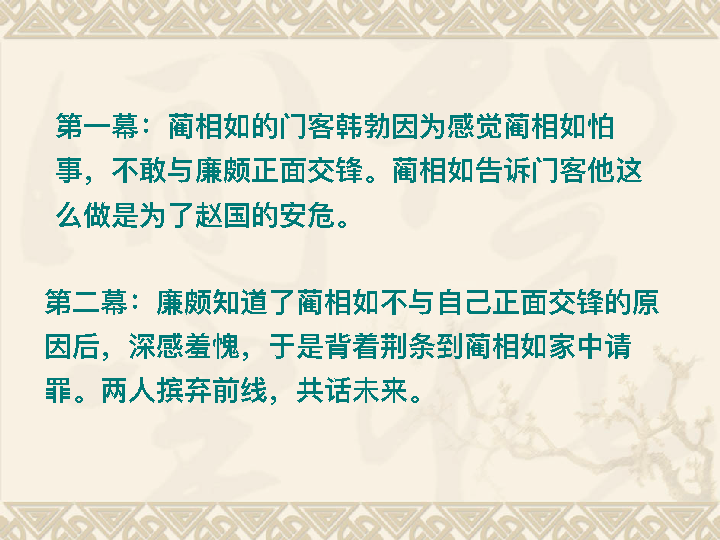 第一幕：蔺相如的门客韩勃因为感觉蔺相如怕
事，不敢与廉颇正面交锋。蔺相如告诉门客他这
么做是为了赵国的安危。
第二幕：廉颇知道了蔺相如不与自己正面交锋的原
因后，深感羞愧，于是背着荆条到蔺相如家中请
罪。两人摈弃前线，共话未来。